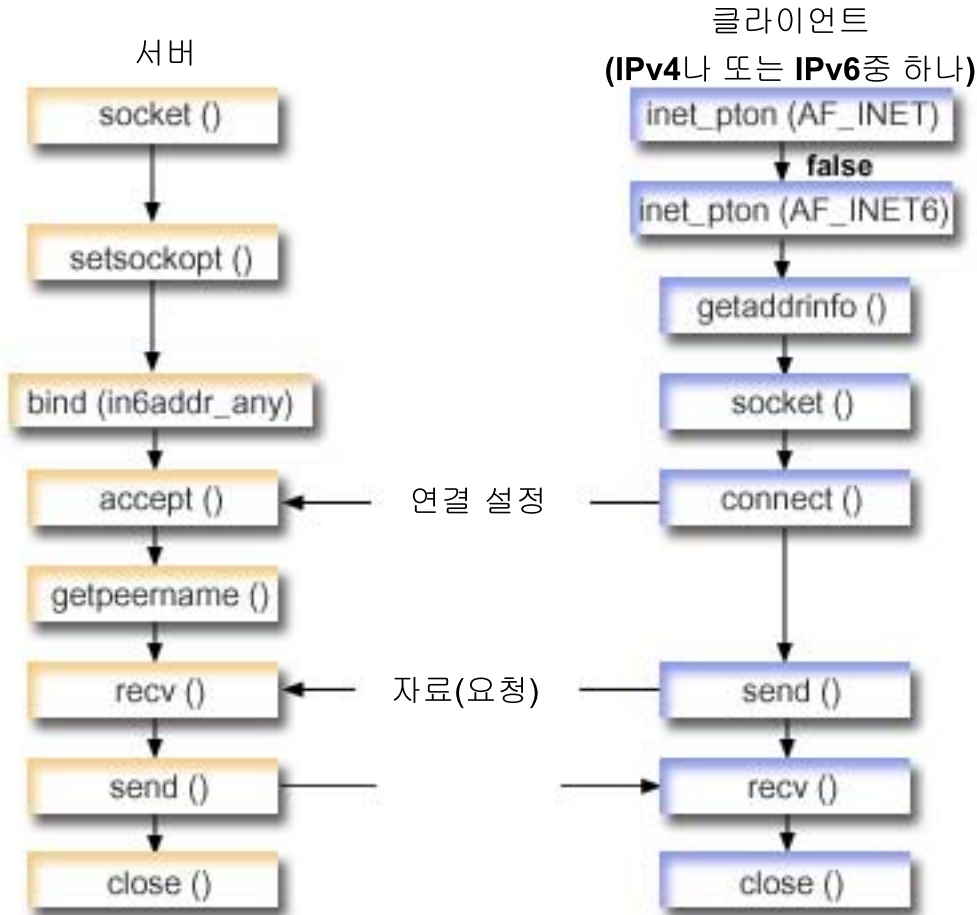 서버
socket ()
setsockopt ()
bind (in6addr_any)
accept ()
getpeername ()
recv ()
send ()
close ()
연결 설정
자료(요청)
클라이언트
(IPv4나 또는 IPv6중 하나)
inet_pton (AF_INET)
false
inet_pton (AF_INET6)
getaddrinfo ()
socket ()
connect ()
send ()
recv ()
close ()